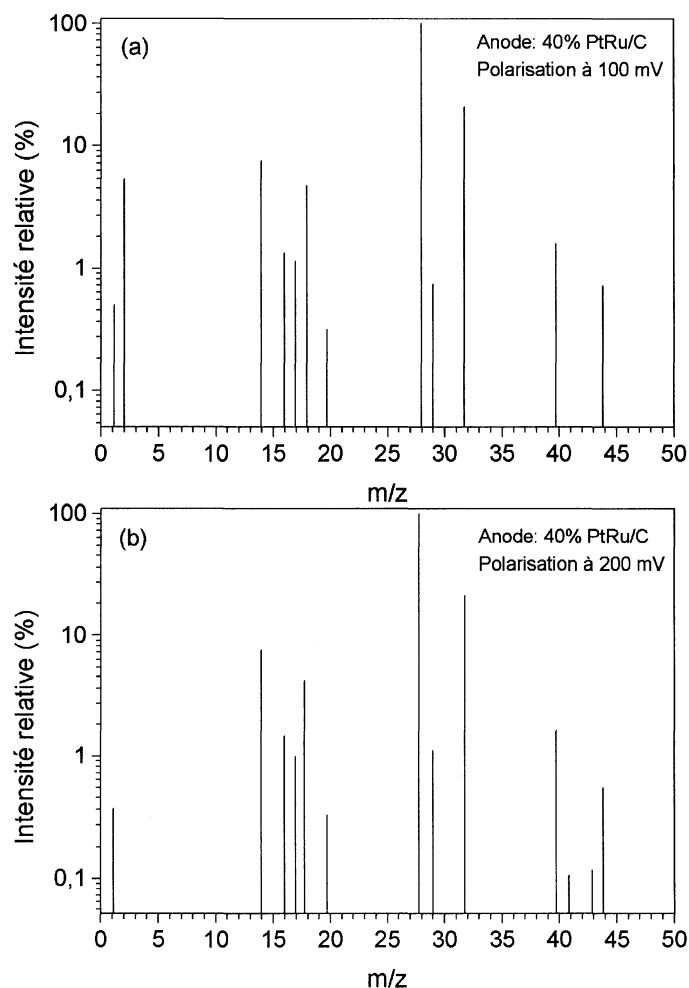 (a)
Anode: 40% PtRu/C
Polarisation à 100 mV
Intensité relative (%)
100
10
1
0,1
0 5 10 15 20 25 30 35 40 45 50
m/z
(b)
Anode: 40% PtRu/C
Polarisation à 200 mV
Intensité relative (%)
100
10
1
0,1
0 5 10 15 20 25 30 35 40 45 50
m/z